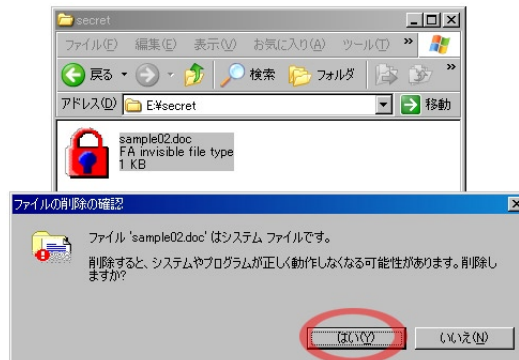 secret
ファイル(F) 編集(E) 表示(V) お気に入り(A) ツール(T) »
戻る 検索 フォルダ »
アドレス(D) E:¥secret 移動
sample02.doc
FA invisible file type
1 KB
ファイルの削除の確認
ファイル 'sample02.doc' はシステム ファイルです。
削除すると、システムやプログラムが正しく動作しなくなる可能性があります。削除し
ますか?
はい(Y) いいえ(N)